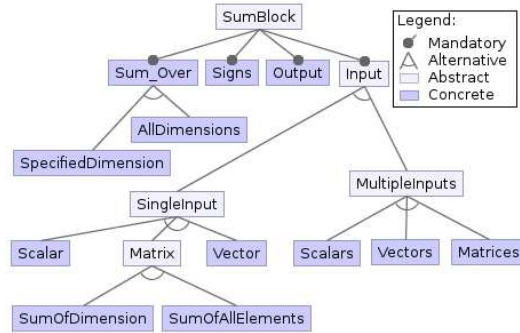 SumBlock
Legend:
Mandatory
Alternative
Abstract
Concrete
Sum_Over
Signs
Output
Input
AllDimensions
SpecifiedDimension
SingleInput
MultipleInputs
Scalar
Matrix
Vector
Scalars
Vectors
Matrices
SumOfDimension
SumOfAllElements